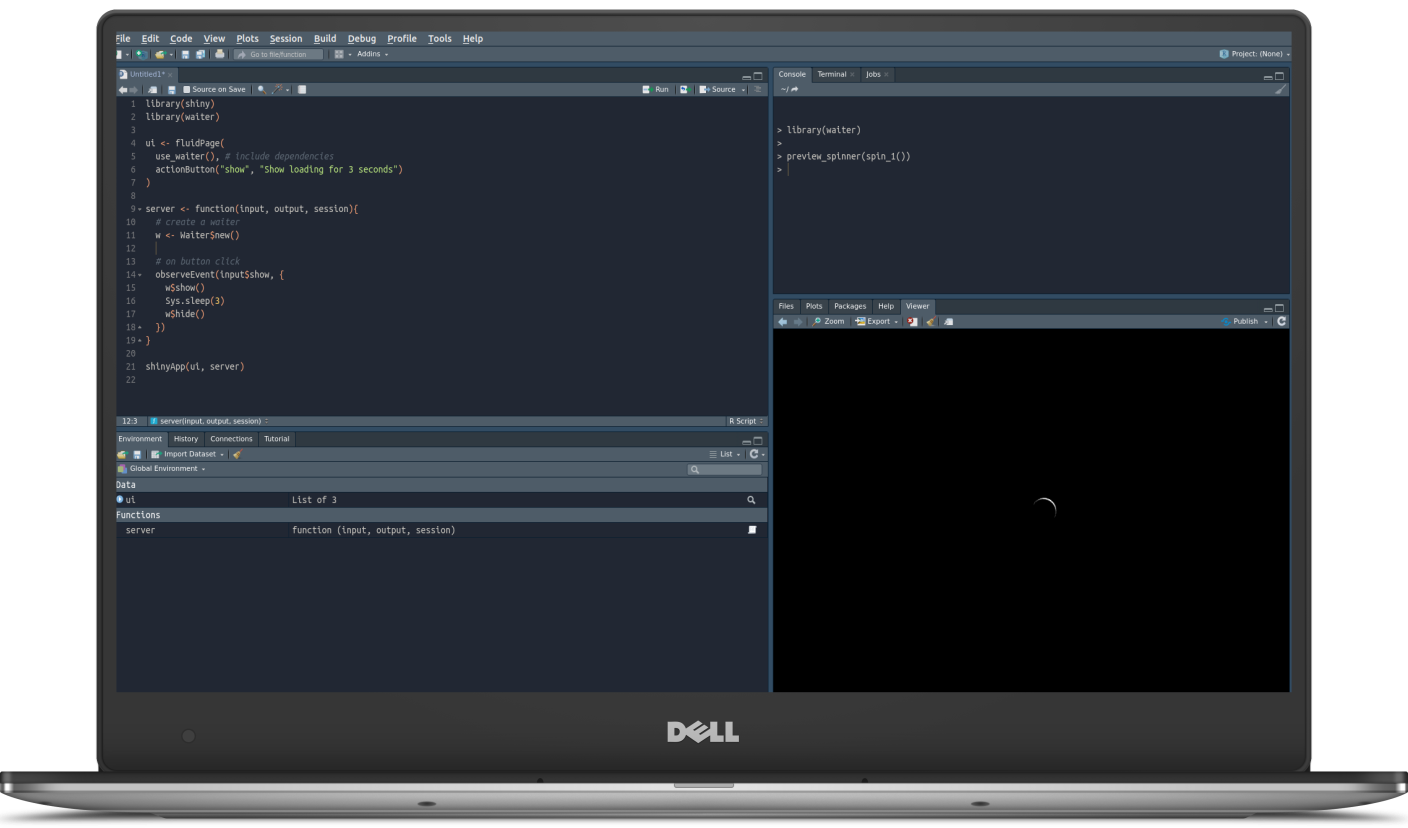 File Edit Code View Plots Session Build Debug Profile Tools Help
Go to file/function Addins Project: (None)
Untitled1*
Source on Save Run Source
1 library(shiny)
2 library(waiter)
3
4 ui <- fluidPage(
5 use_waiter(), # include dependencies
6 actionButton("show", "Show loading for 3 seconds")
7 )
8
9 server <- function(input, output, session){
10 # create a waiter
11 w <- Waiter$new()
12
13 # on button click
14 observeEvent(input$show, {
15 w$show()
16 Sys.sleep(3)
17 w$hide()
18 })
19 }
20
21 shinyApp(ui, server)
22
12:3 server(input, output, session) R Script
Environment History Connections Tutorial
Import Dataset List
Global Environment
Data
ui List of 3
Functions
server function (input, output, session)
Console Terminal Jobs
~/
> library(waiter)
>
> preview_spinner(spin_1())
>
Files Plots Packages Help Viewer
Zoom Export Publish
DELL